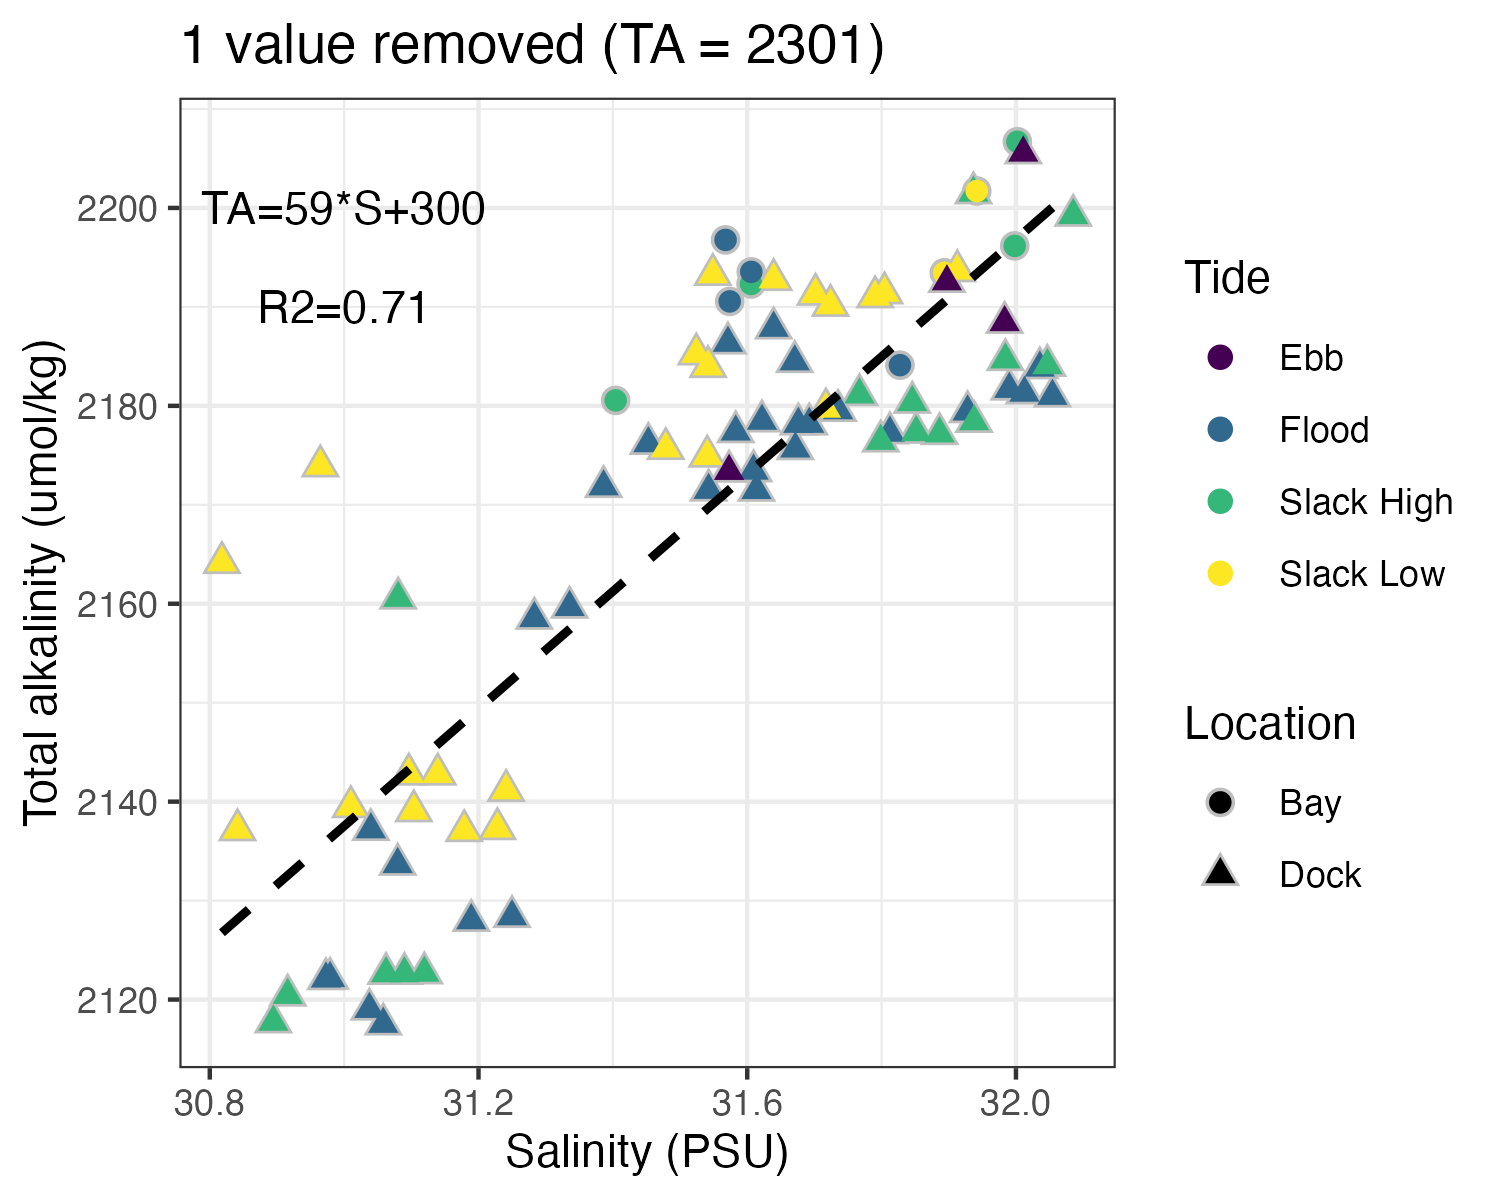 1 value removed (TA = 2301)
TA=59*S+300
R2=0.71
Total alkalinity (umol/kg)
2200
2180
2160
2140
2120
30.8
31.2
31.6
32.0
Salinity (PSU)
Tide
Ebb
Flood
Slack High
Slack Low
Location
Bay
Dock